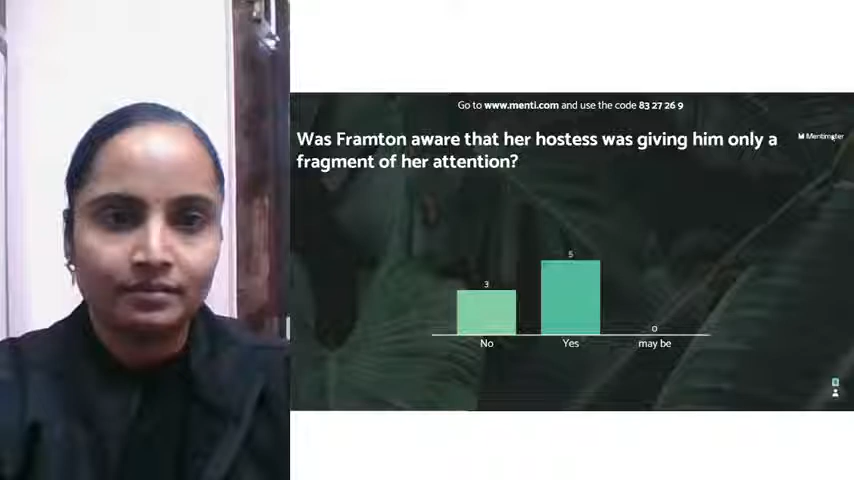 Go to www.menti.com and use the code 83 27 26 9
Was Framton aware that her hostess was giving him only a
fragment of her attention?
Mentimeter
3
5
0
No
Yes
may be